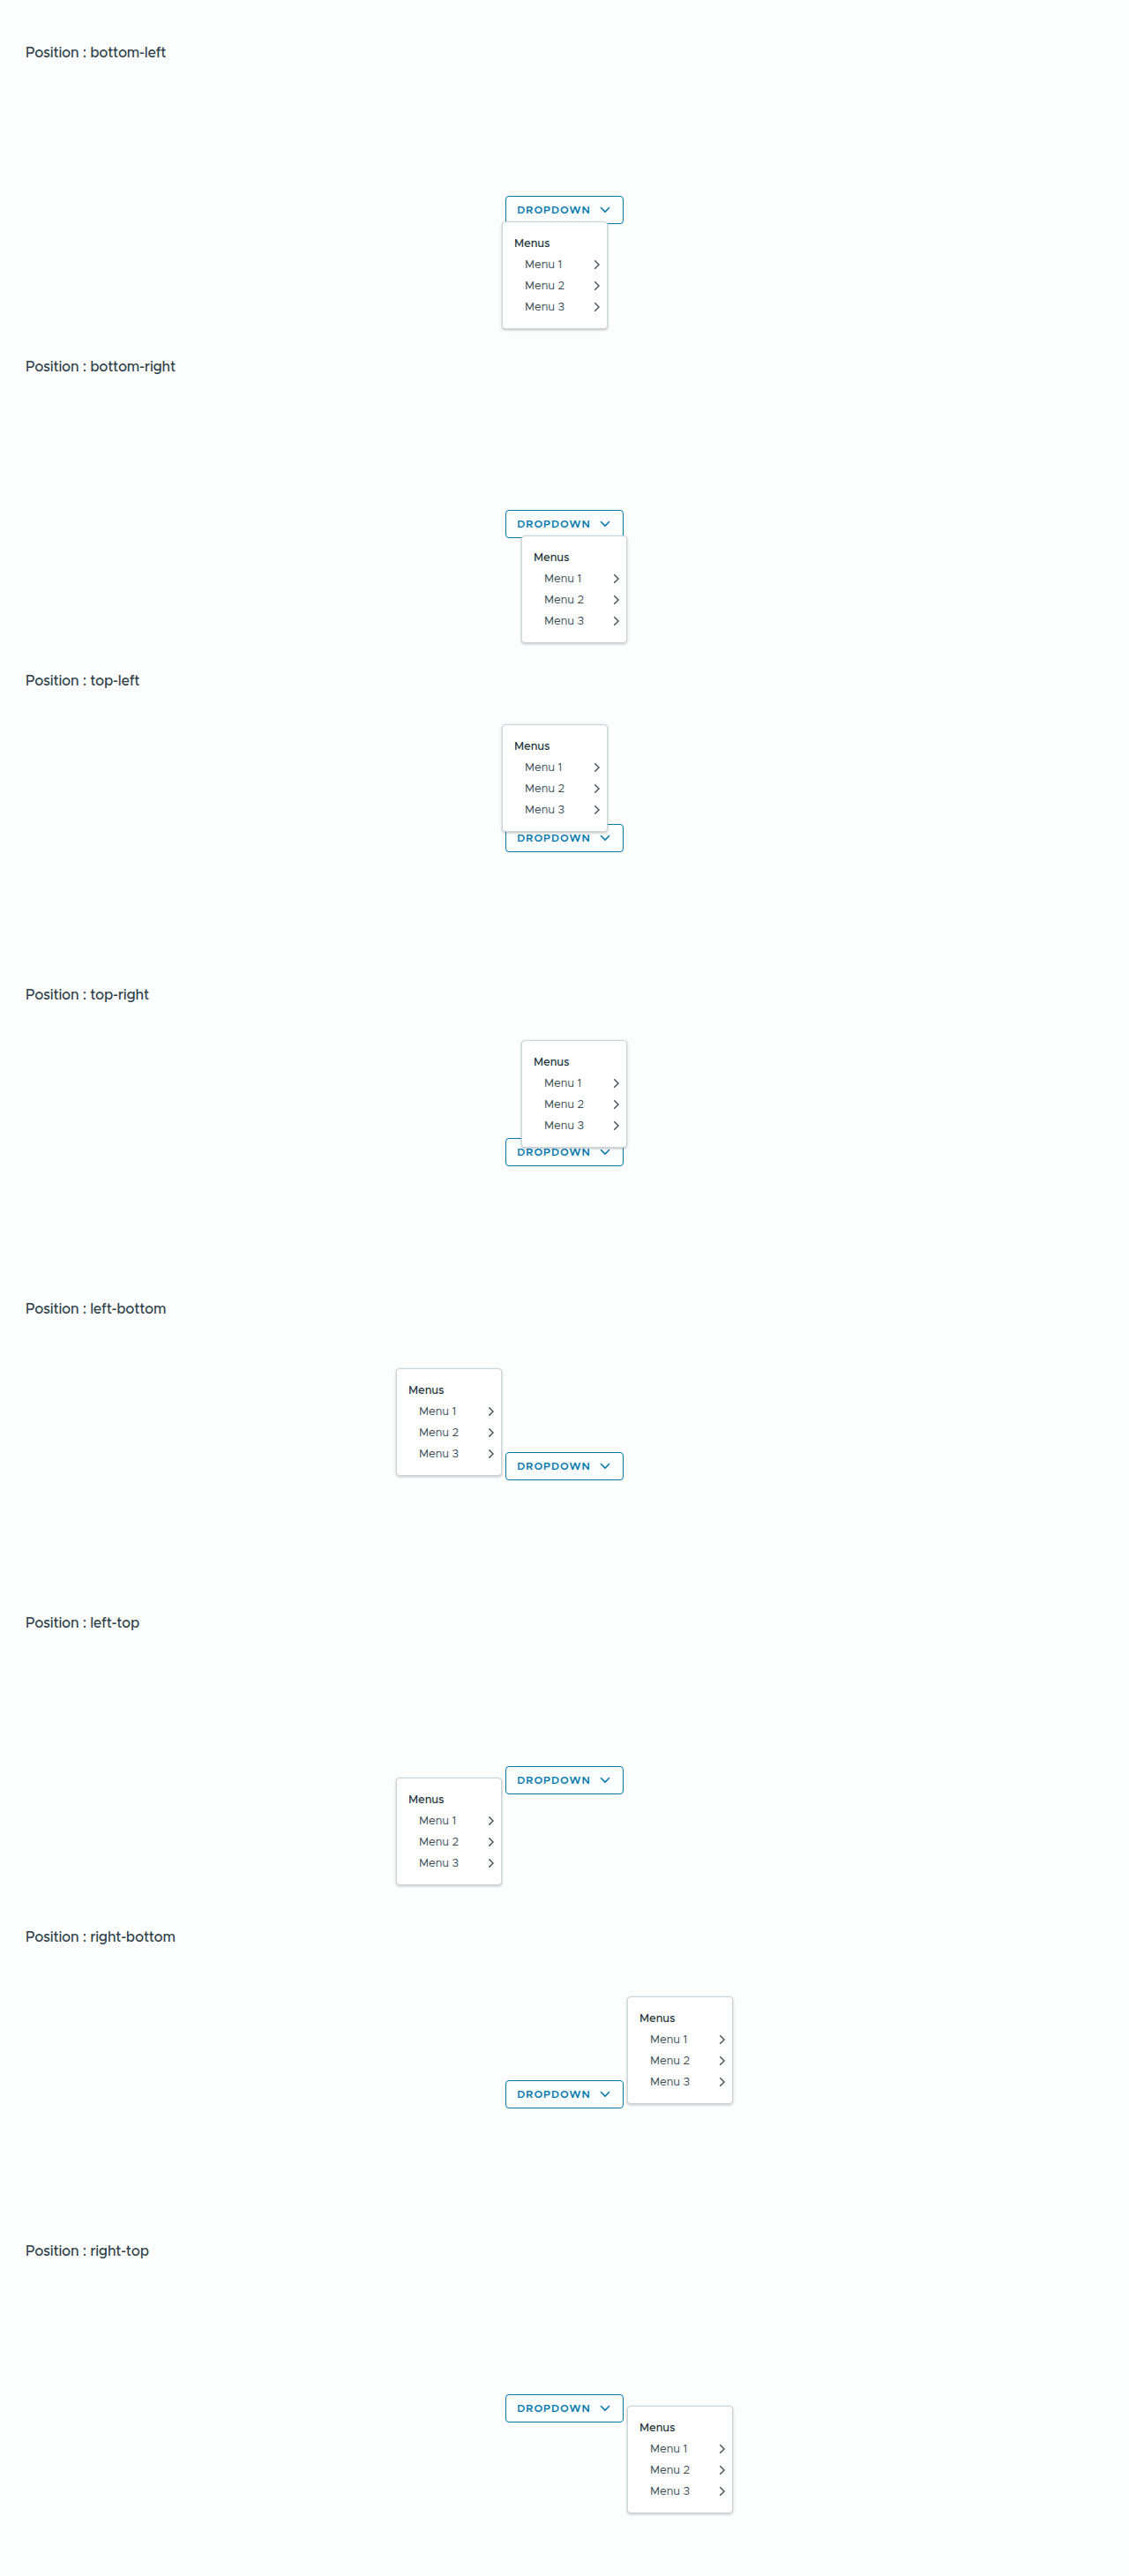 Position : bottom-left
DROPDOWN
Menus
Menu 1
Menu 2
Menu 3
Position : bottom-right
DROPDOWN
Menus
Menu 1
Menu 2
Menu 3
Position : top-left
Menus
Menu 1
Menu 2
Menu 3
DROPDOWN
Position : top-right
Menus
Menu 1
Menu 2
Menu 3
DROPDOWN
Position : left-bottom
Menus
Menu 1
Menu 2
Menu 3
DROPDOWN
Position : left-top
DROPDOWN
Menus
Menu 1
Menu 2
Menu 3
Position : right-bottom
Menus
Menu 1
Menu 2
Menu 3
DROPDOWN
Position : right-top
DROPDOWN
Menus
Menu 1
Menu 2
Menu 3